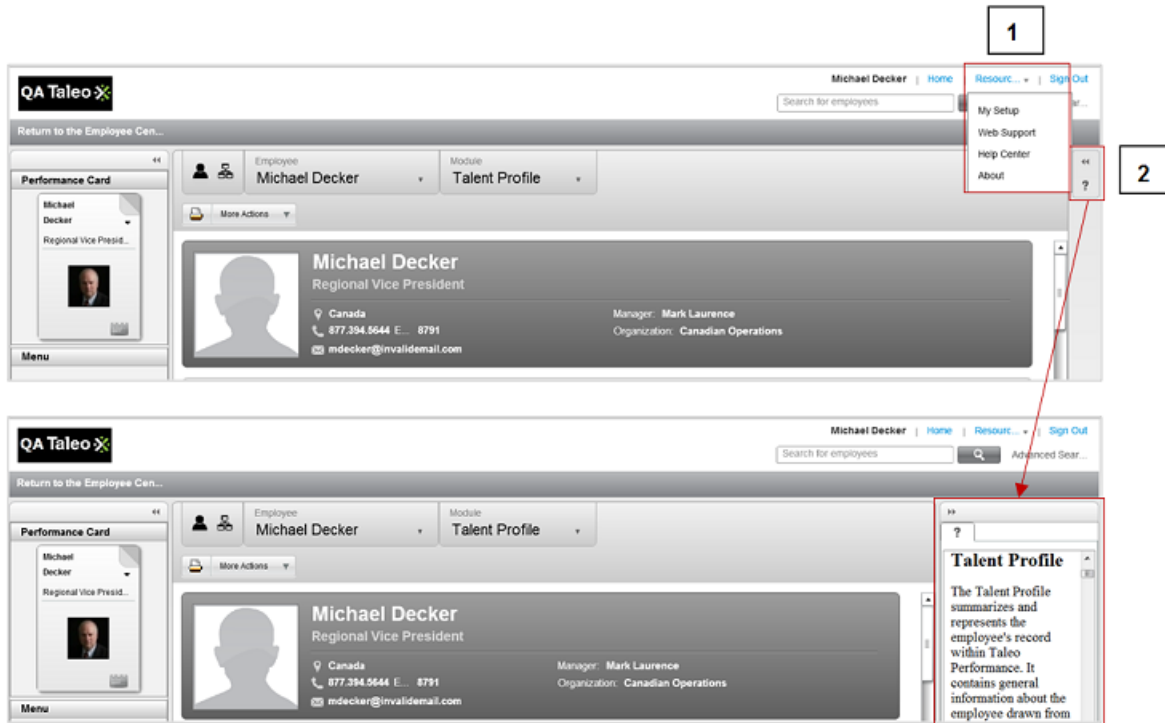 1
QA Taleo
Michael Decker | Home | Resourc... | Sign Out
Search for employees
ar...
My Setup
Web Support
Help Center
About
Return to the Employee Cen...
2
?
Performance Card
Michael
Decker
Regional Vice Presid...
Menu
Employee
Michael Decker
Module
Talent Profile
More Actions
Michael Decker
Regional Vice President
Canada
877.394.5644 E... 8791
mdecker@invalidemail.com
Manager: Mark Laurence
Organization: Canadian Operations
QA Taleo
Michael Decker | Home | Resourc... | Sign Out
Search for employees
Advanced Sear...
Return to the Employee Cen...
Performance Card
Michael
Decker
Regional Vice Presid...
Menu
Employee
Michael Decker
Module
Talent Profile
More Actions
Michael Decker
Regional Vice President
Canada
877.394.5644 E... 8791
mdecker@invalidemail.com
Manager: Mark Laurence
Organization: Canadian Operations
?
Talent Profile
The Talent Profile
summarizes and
represents the
employee's record
within Taleo
Performance. It
contains general
information about the
employee drawn from